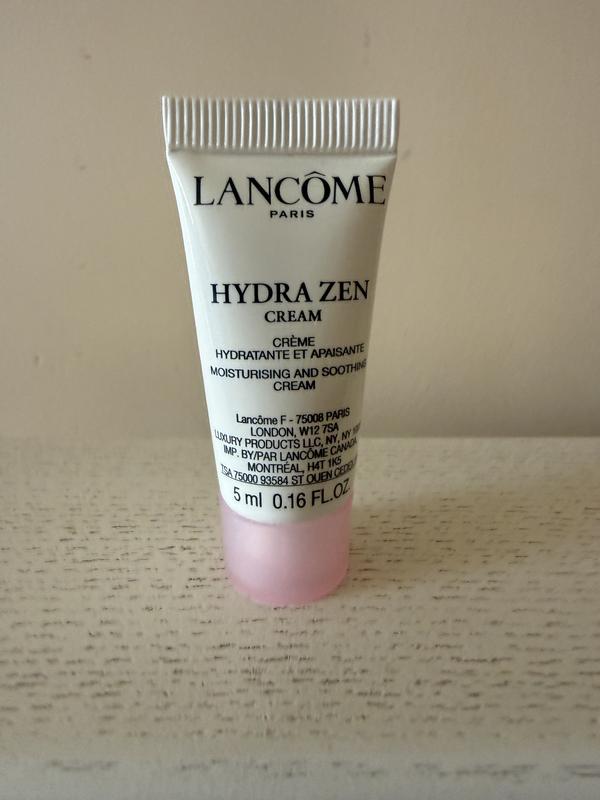 LANCÔME
PARIS
HYDRA ZEN
CREAM
CRÈME
HYDRATANTE ET APAISANTE
MOISTURISING AND SOOTHING
CREAM
Lancôme F - 75008 PARIS
LONDON, W12 7SA
LUXURY PRODUCTS LLC, NY, NY
IMP. BY/PAR LANCÔME CANADA,
MONTRÉAL, H4T 1K5
TSA 75000 93584 ST OUEN
5 ml 0.16 FL.OZ.